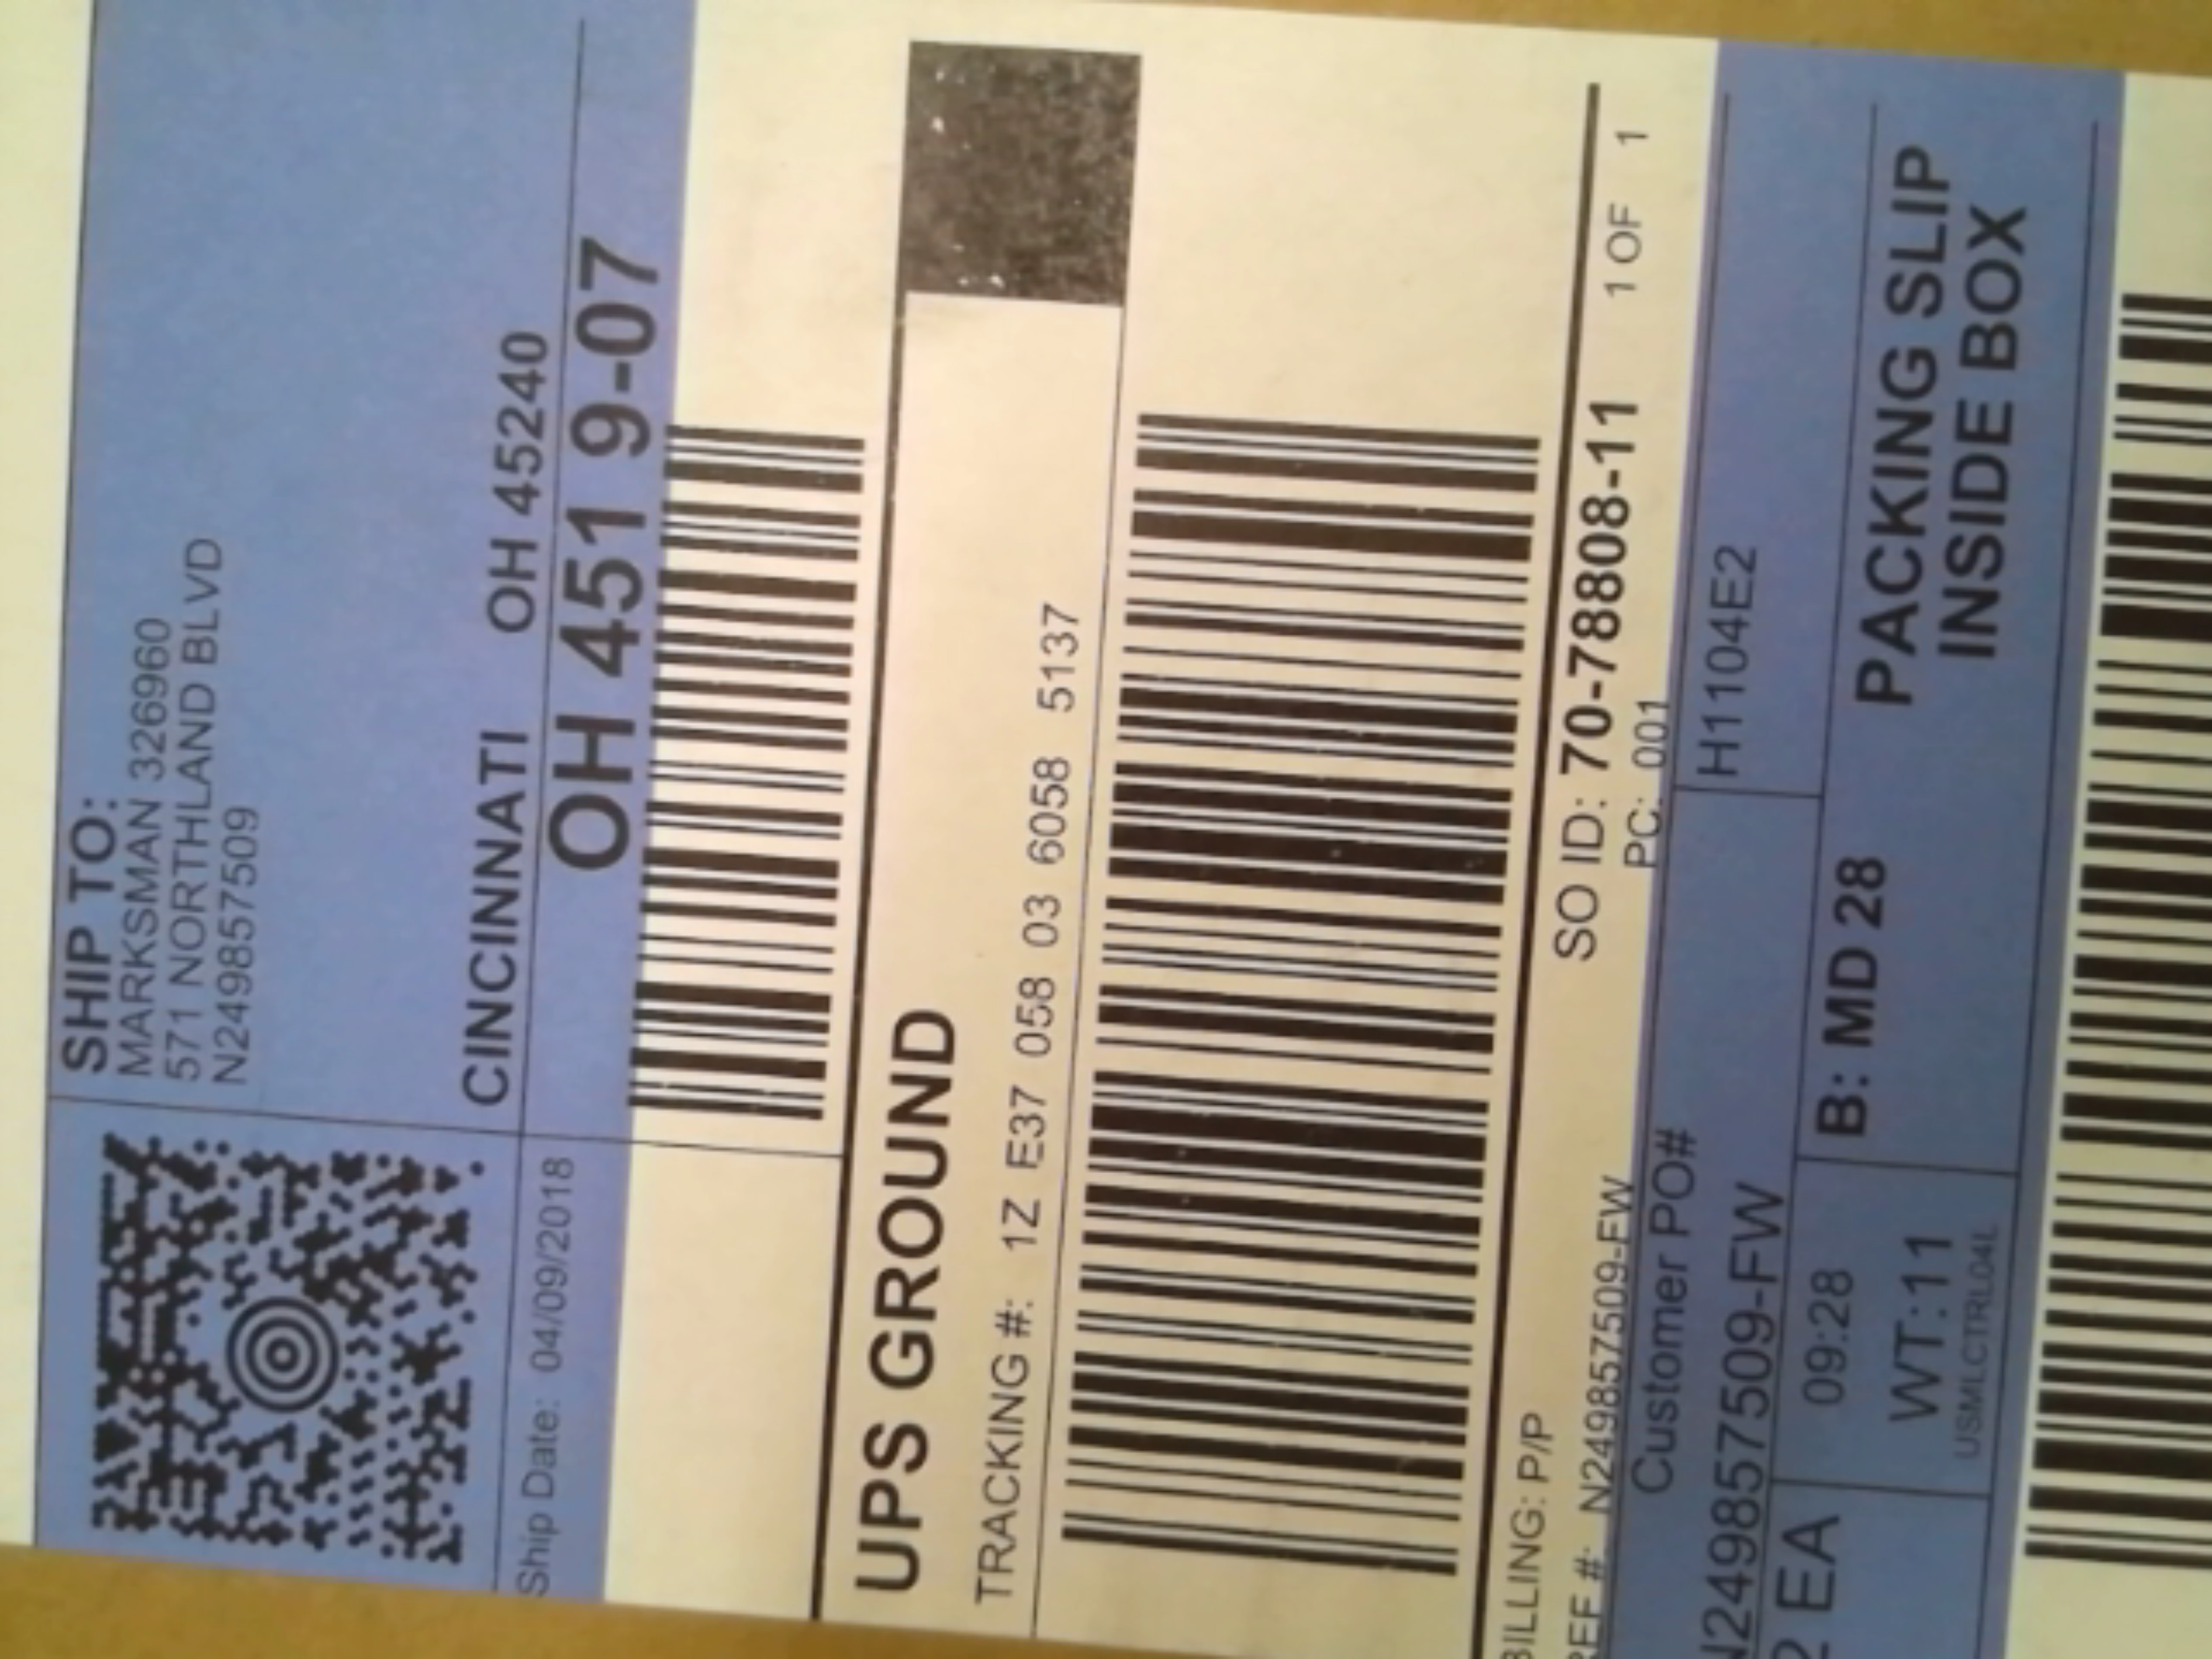 SHIP TO:
MARKSMAN 3269960
571 NORTHLAND BLVD
N249857509
CINCINNATI OH 45240
Ship Date: 04/09/2018
OH 451 9-07
UPS GROUND
TRACKING #: 1Z E37 058 03 6058 5137
BILLING: P/P
SO ID: 70-78808-11 1 OF 1
REF #: N249857509-FW
PC: 001
Customer PO#
N249857509-FW
H1104E2
2 EA
09:28
B: MD 28
PACKING SLIP
INSIDE BOX
WT:11
USMLCTRL04L